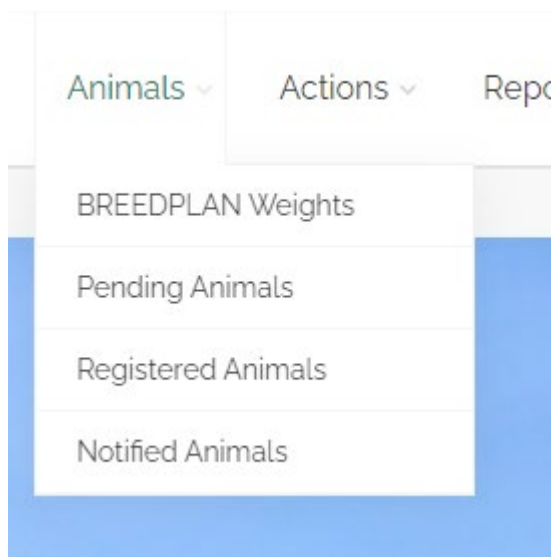 Animals Actions
BREEDPLAN Weights
Pending Animals
Registered Animals
Notified Animals